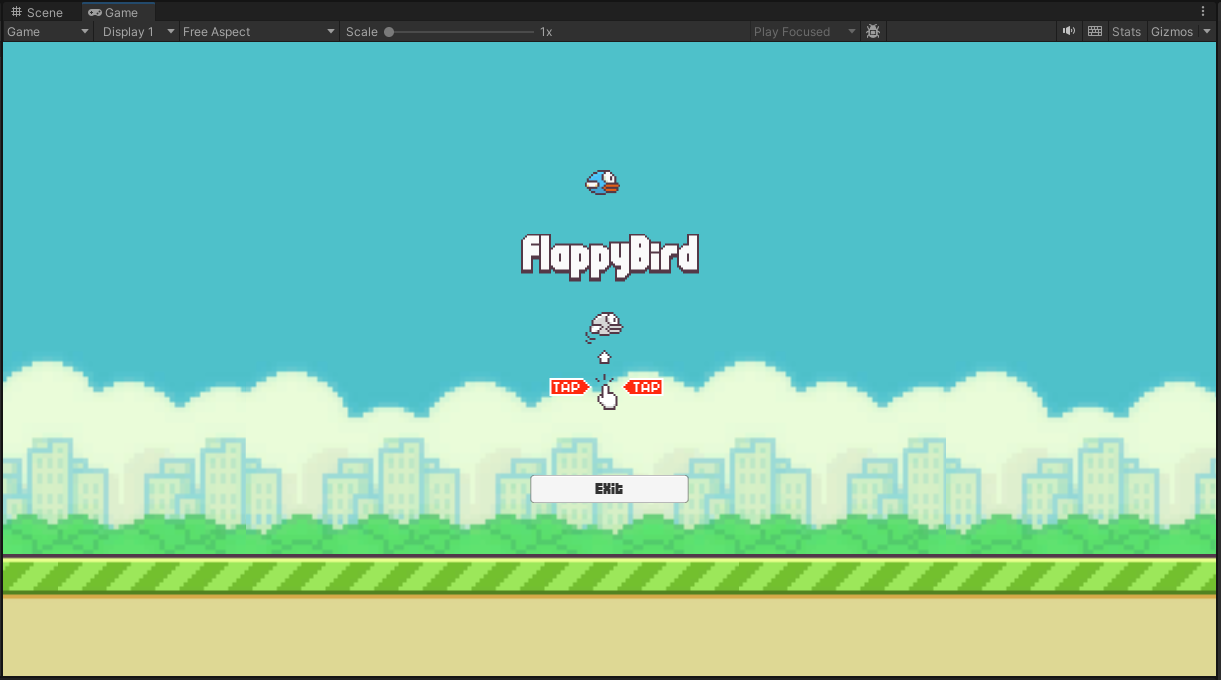 Scene Game
Game Display 1 Free Aspect Scale 1x Play Focused Stats Gizmos
FlappyBird
TAP TAP
EXit